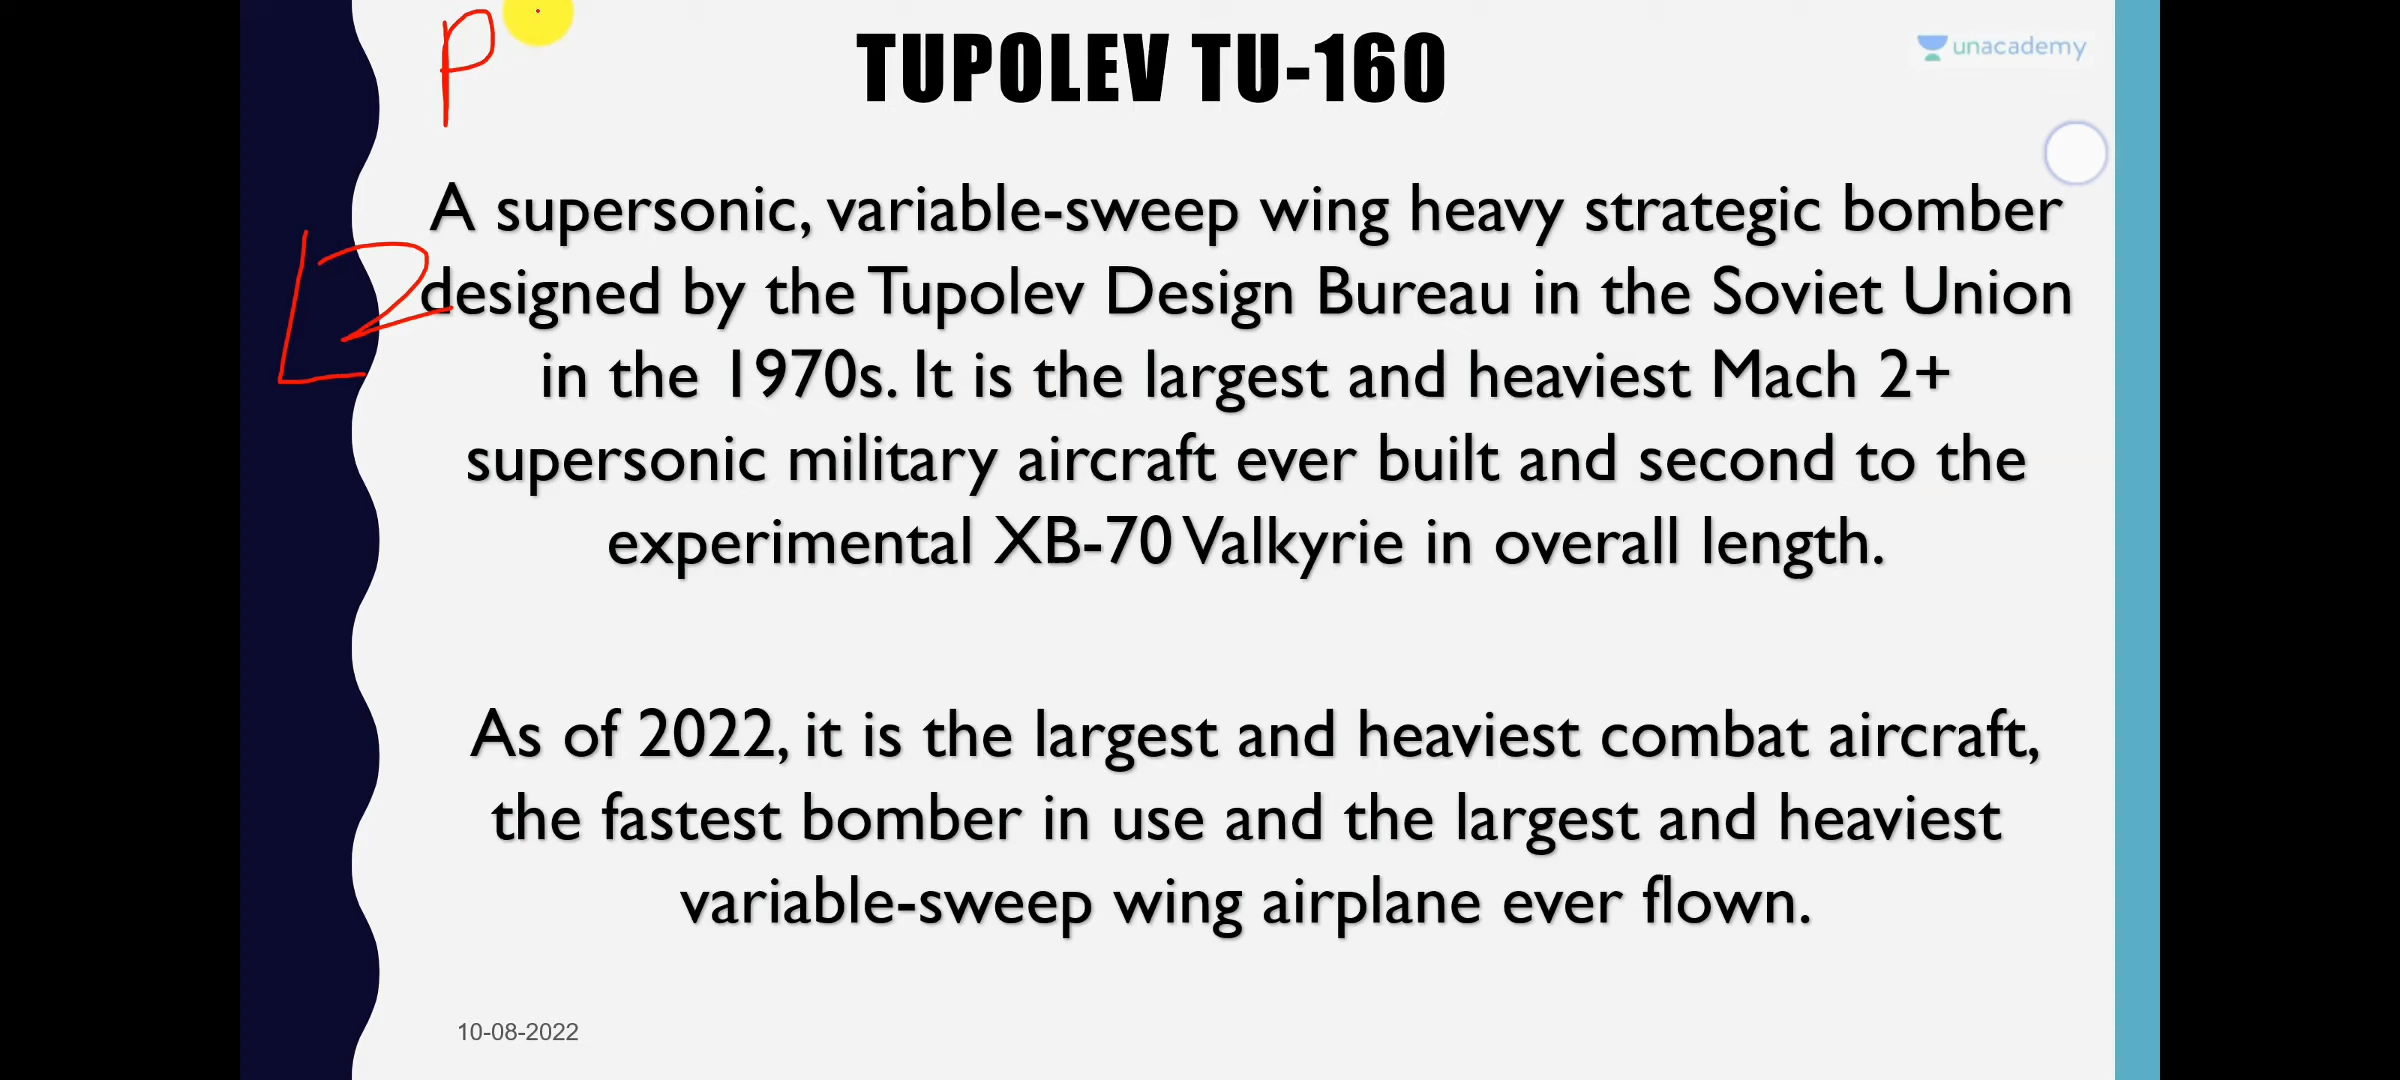 P
TUPOLEV TU-160
unacademy
A supersonic, variable-sweep wing heavy strategic bomber
L2
designed by the Tupolev Design Bureau in the Soviet Union
in the 1970s. It is the largest and heaviest Mach 2+
supersonic military aircraft ever built and second to the
experimental XB-70 Valkyrie in overall length.
As of 2022, it is the largest and heaviest combat aircraft,
the fastest bomber in use and the largest and heaviest
variable-sweep wing airplane ever flown.
10-08-2022